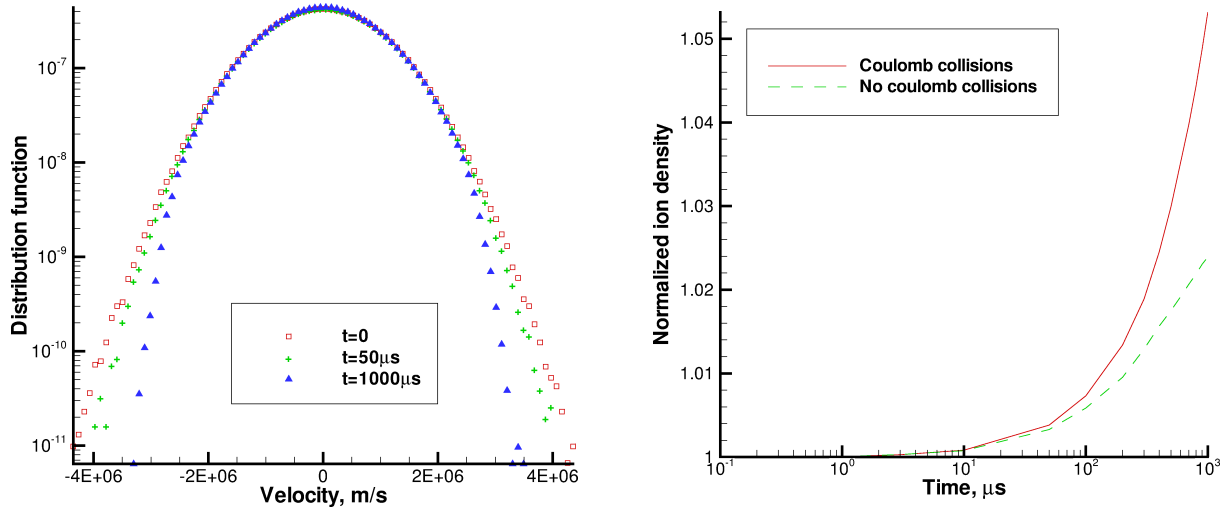 Distribution function
10-7
10-8
10-9
10-10
10-11
t=0
t=50μs
t=1000μs
-4E+06 -2E+06 0 2E+06 4E+06
Velocity, m/s
Normalized ion density
1.05
1.04
1.03
1.02
1.01
1
Coulomb collisions
No coulomb collisions
10-1 100 101 102 103
Time, μs